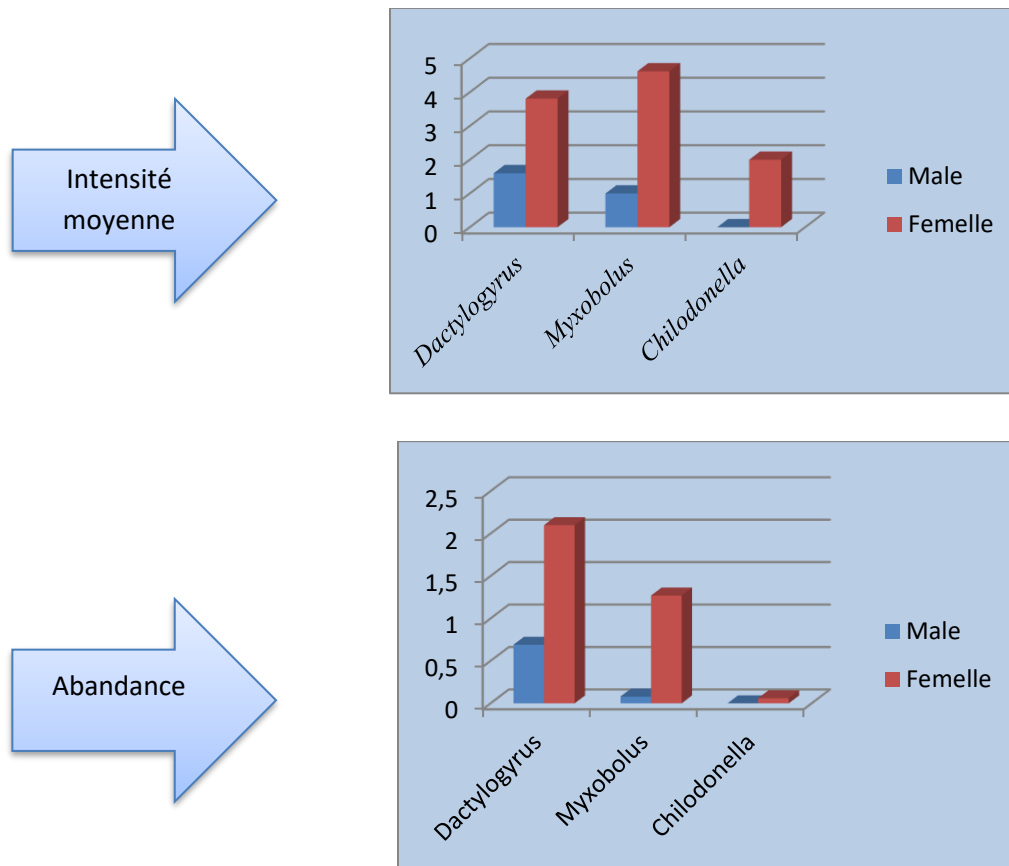 Intensité
moyenne
5
4
3
2
1
0
Dactylogyrus
Myxobolus
Chilodonella
Male
Femelle
Abandance
2,5
2
1,5
1
0,5
0
Dactylogyrus
Myxobolus
Chilodonella
Male
Femelle